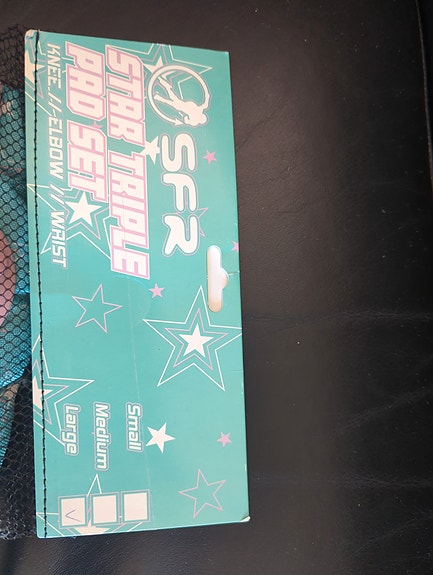 SFR
STAR TRIPLE
PAD SET
KNEE // ELBOW // WRIST
Small
Medium
Large